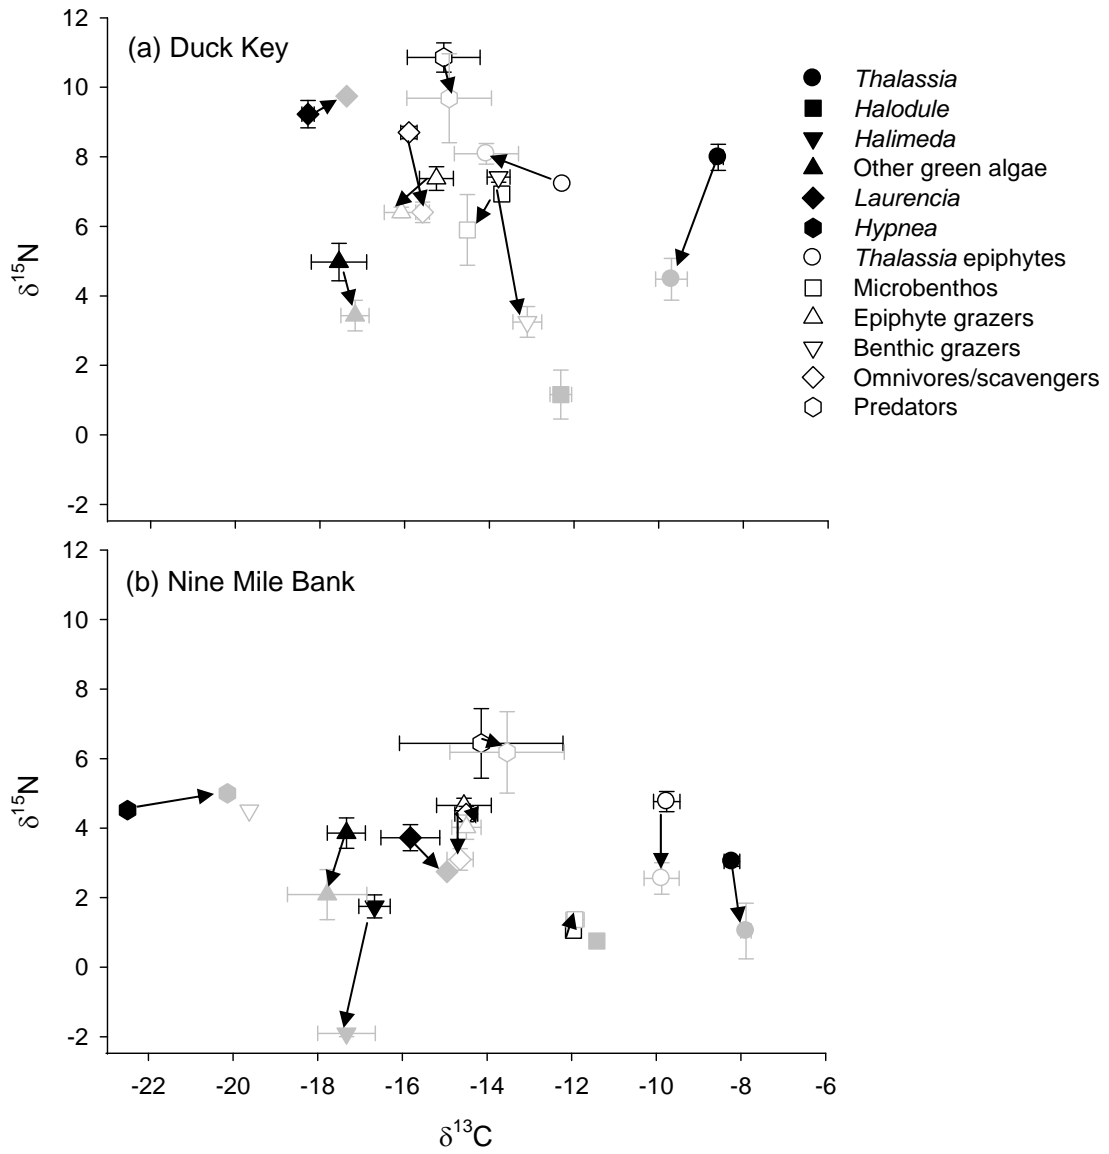 12
(a) Duck Key
10
8
6
4
2
0
-2
δ15N
Thalassia
Halodule
Halimeda
Other green algae
Laurencia
Hypnea
Thalassia epiphytes
Microbenthos
Epiphyte grazers
Benthic grazers
Omnivores/scavengers
Predators
12
(b) Nine Mile Bank
10
8
6
4
2
0
-2
δ15N
-22 -20 -18 -16 -14 -12 -10 -8 -6
δ13C